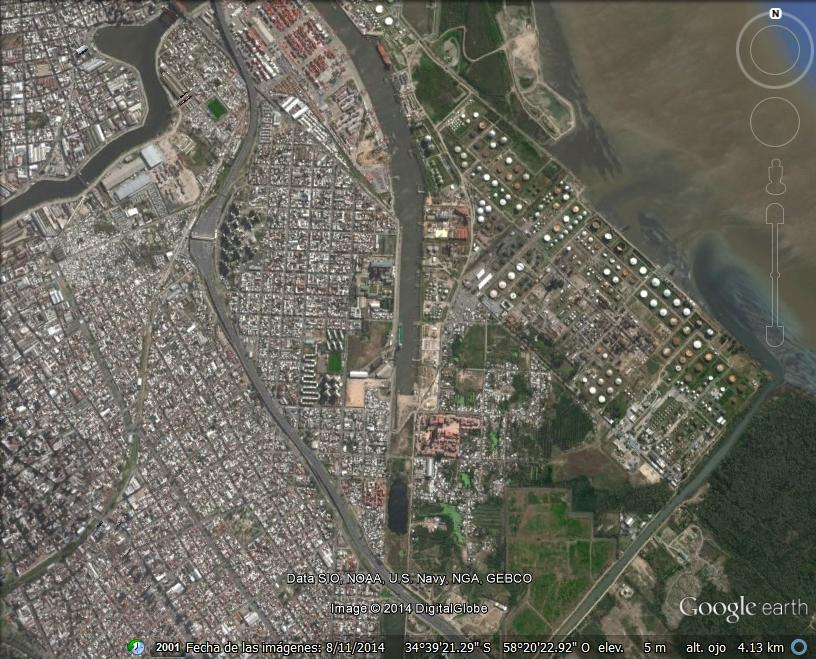 N
Data SIO, NOAA, U.S. Navy, NGA, GEBCO
Image © 2014 DigitalGlobe
Google earth
2001 Fecha de las imágenes: 8/11/2014 34°39'21.29" S 58°20'22.92" O elev. 5 m alt. ojo 4.13 km